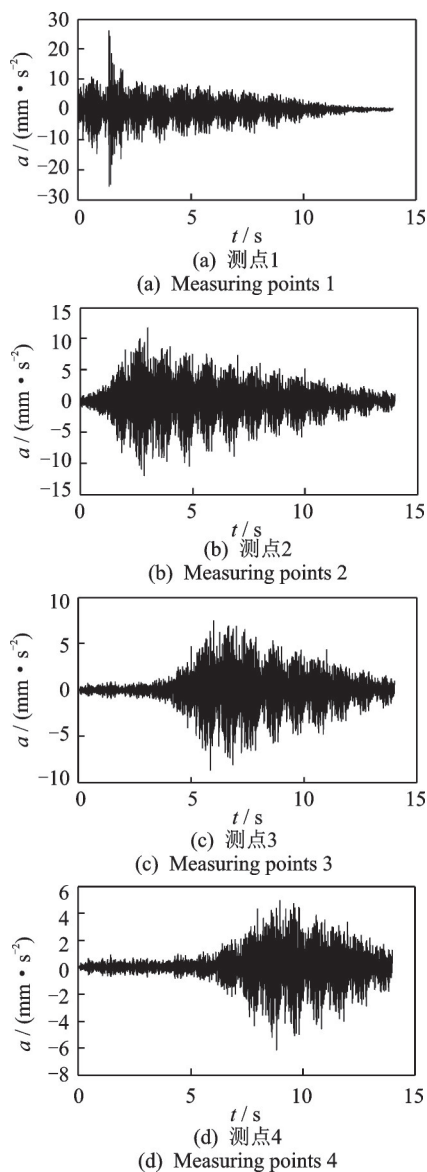 30
20
10
0
−10
−20
−30
a / (mm • s⁻²)
0 5 10 15
t / s
(a) 测点1
(a) Measuring points 1
15
10
5
0
−5
−10
−15
a / (mm • s⁻²)
0 5 10 15
t / s
(b) 测点2
(b) Measuring points 2
10
5
0
−5
−10
a / (mm • s⁻²)
0 5 10 15
t / s
(c) 测点3
(c) Measuring points 3
6
4
2
0
−2
−4
−6
−8
a / (mm • s⁻²)
0 5 10 15
t / s
(d) 测点4
(d) Measuring points 4